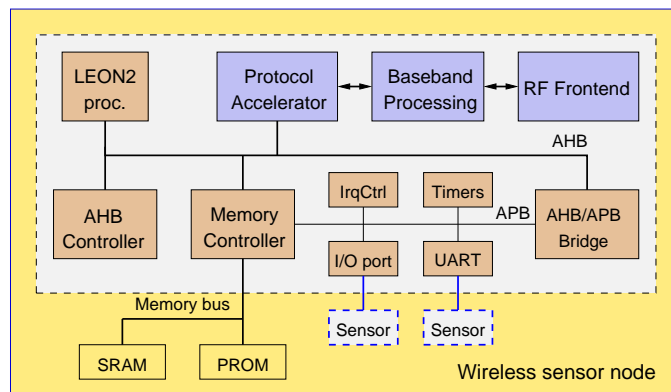 LEON2
proc.
Protocol
Accelerator
Baseband
Processing
RF Frontend
AHB
AHB
Controller
Memory
Controller
IrqCtrl
Timers
APB
AHB/APB
Bridge
I/O port
UART
Memory bus
Sensor
Sensor
SRAM
PROM
Wireless sensor node